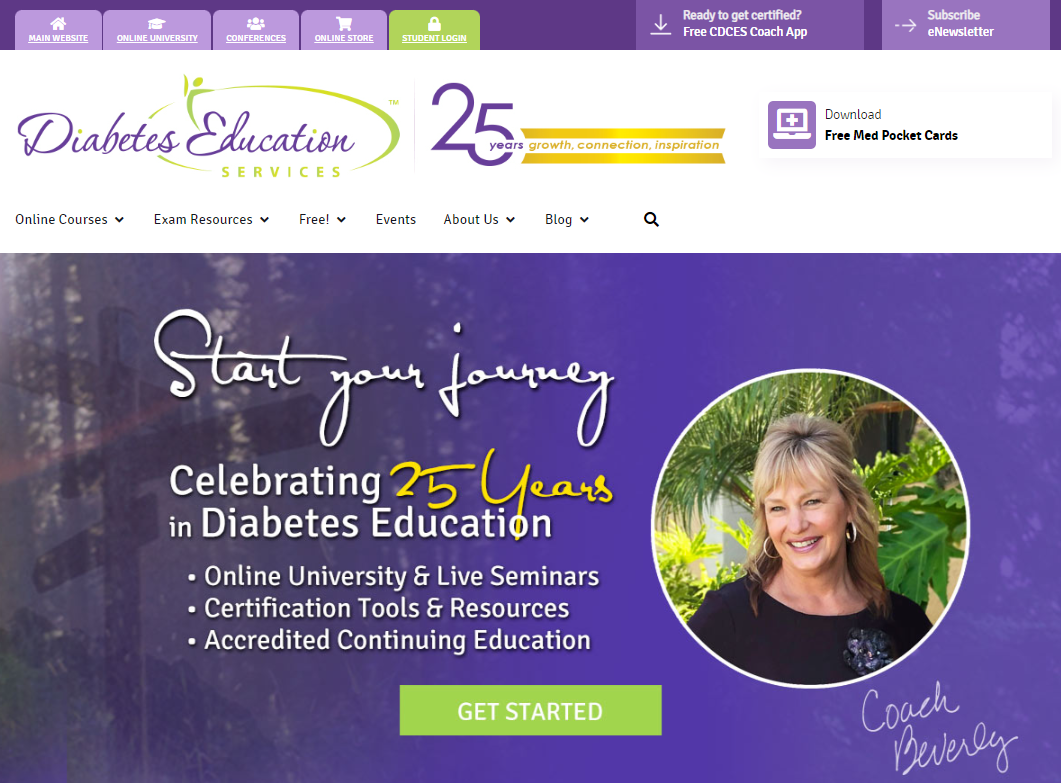 MAIN WEBSITE
ONLINE UNIVERSITY
CONFERENCES
ONLINE STORE
STUDENT LOGIN
Ready to get certified?
Free CDCES Coach App
Subscribe
eNewsletter
Diabetes Education ™
SERVICES
25
years growth, connection, inspiration
Download
Free Med Pocket Cards
Online Courses
Exam Resources
Free!
Events
About Us
Blog
Start your journey
Celebrating 25 Years
in Diabetes Education
• Online University & Live Seminars
• Certification Tools & Resources
• Accredited Continuing Education
GET STARTED
Coach
Beverly